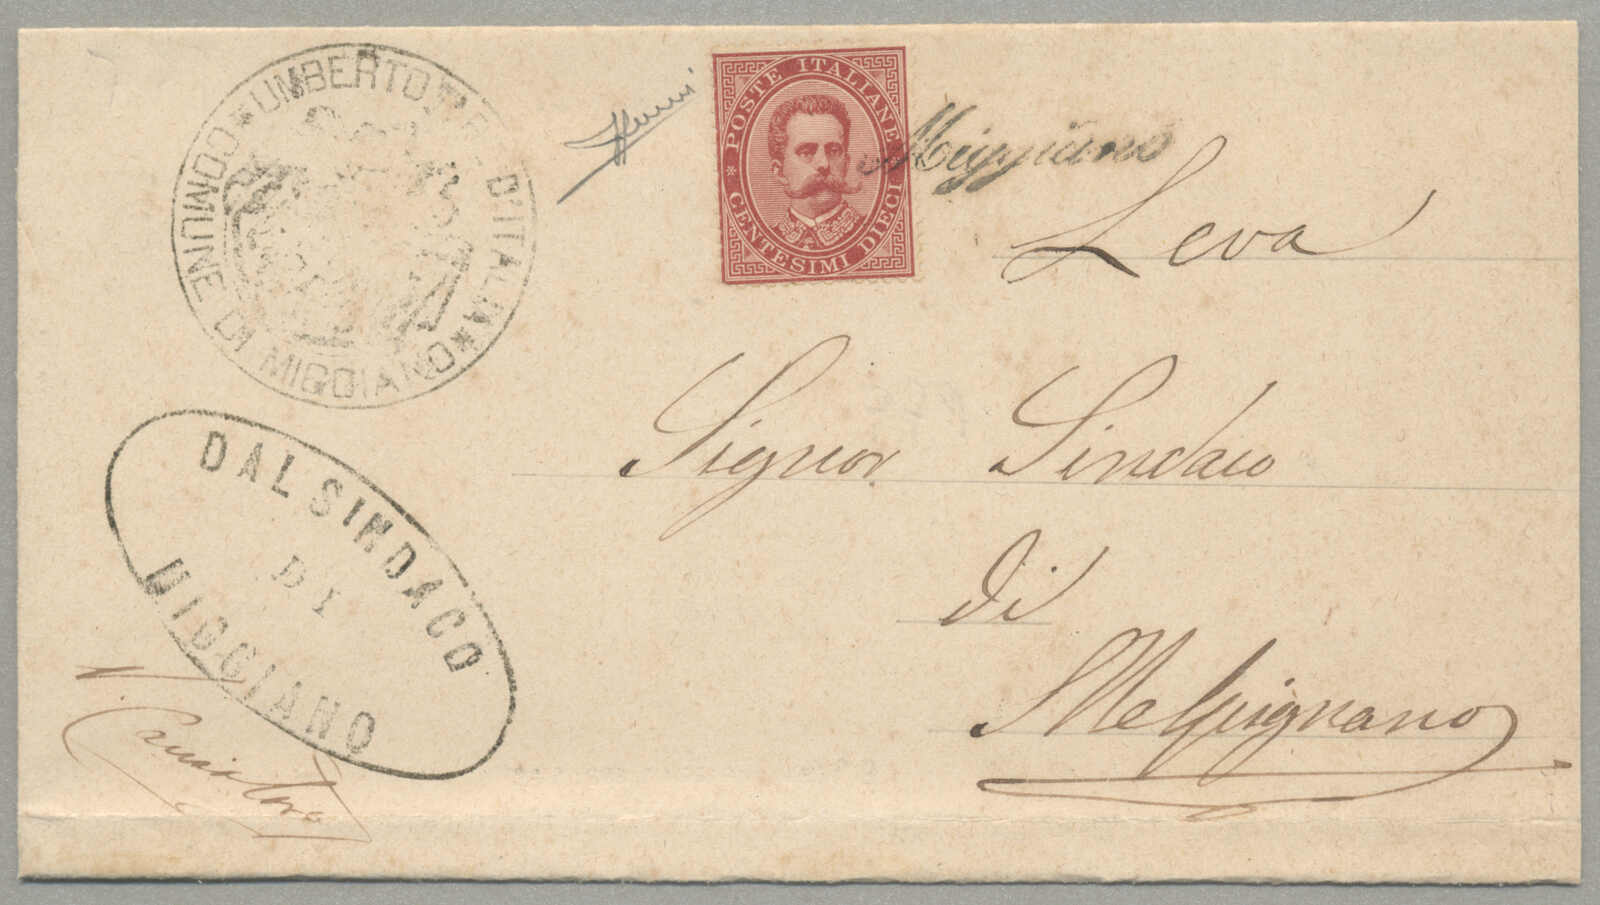 UMBERTO I° RE D'ITALIA
COMUNE DI MIGGIANO
POSTE ITALIANE
CENTESIMI DIECI
Miggiano
Leva
Signor Sindaco
di
Melpignano
DAL SINDACO
DI
MIGGIANO